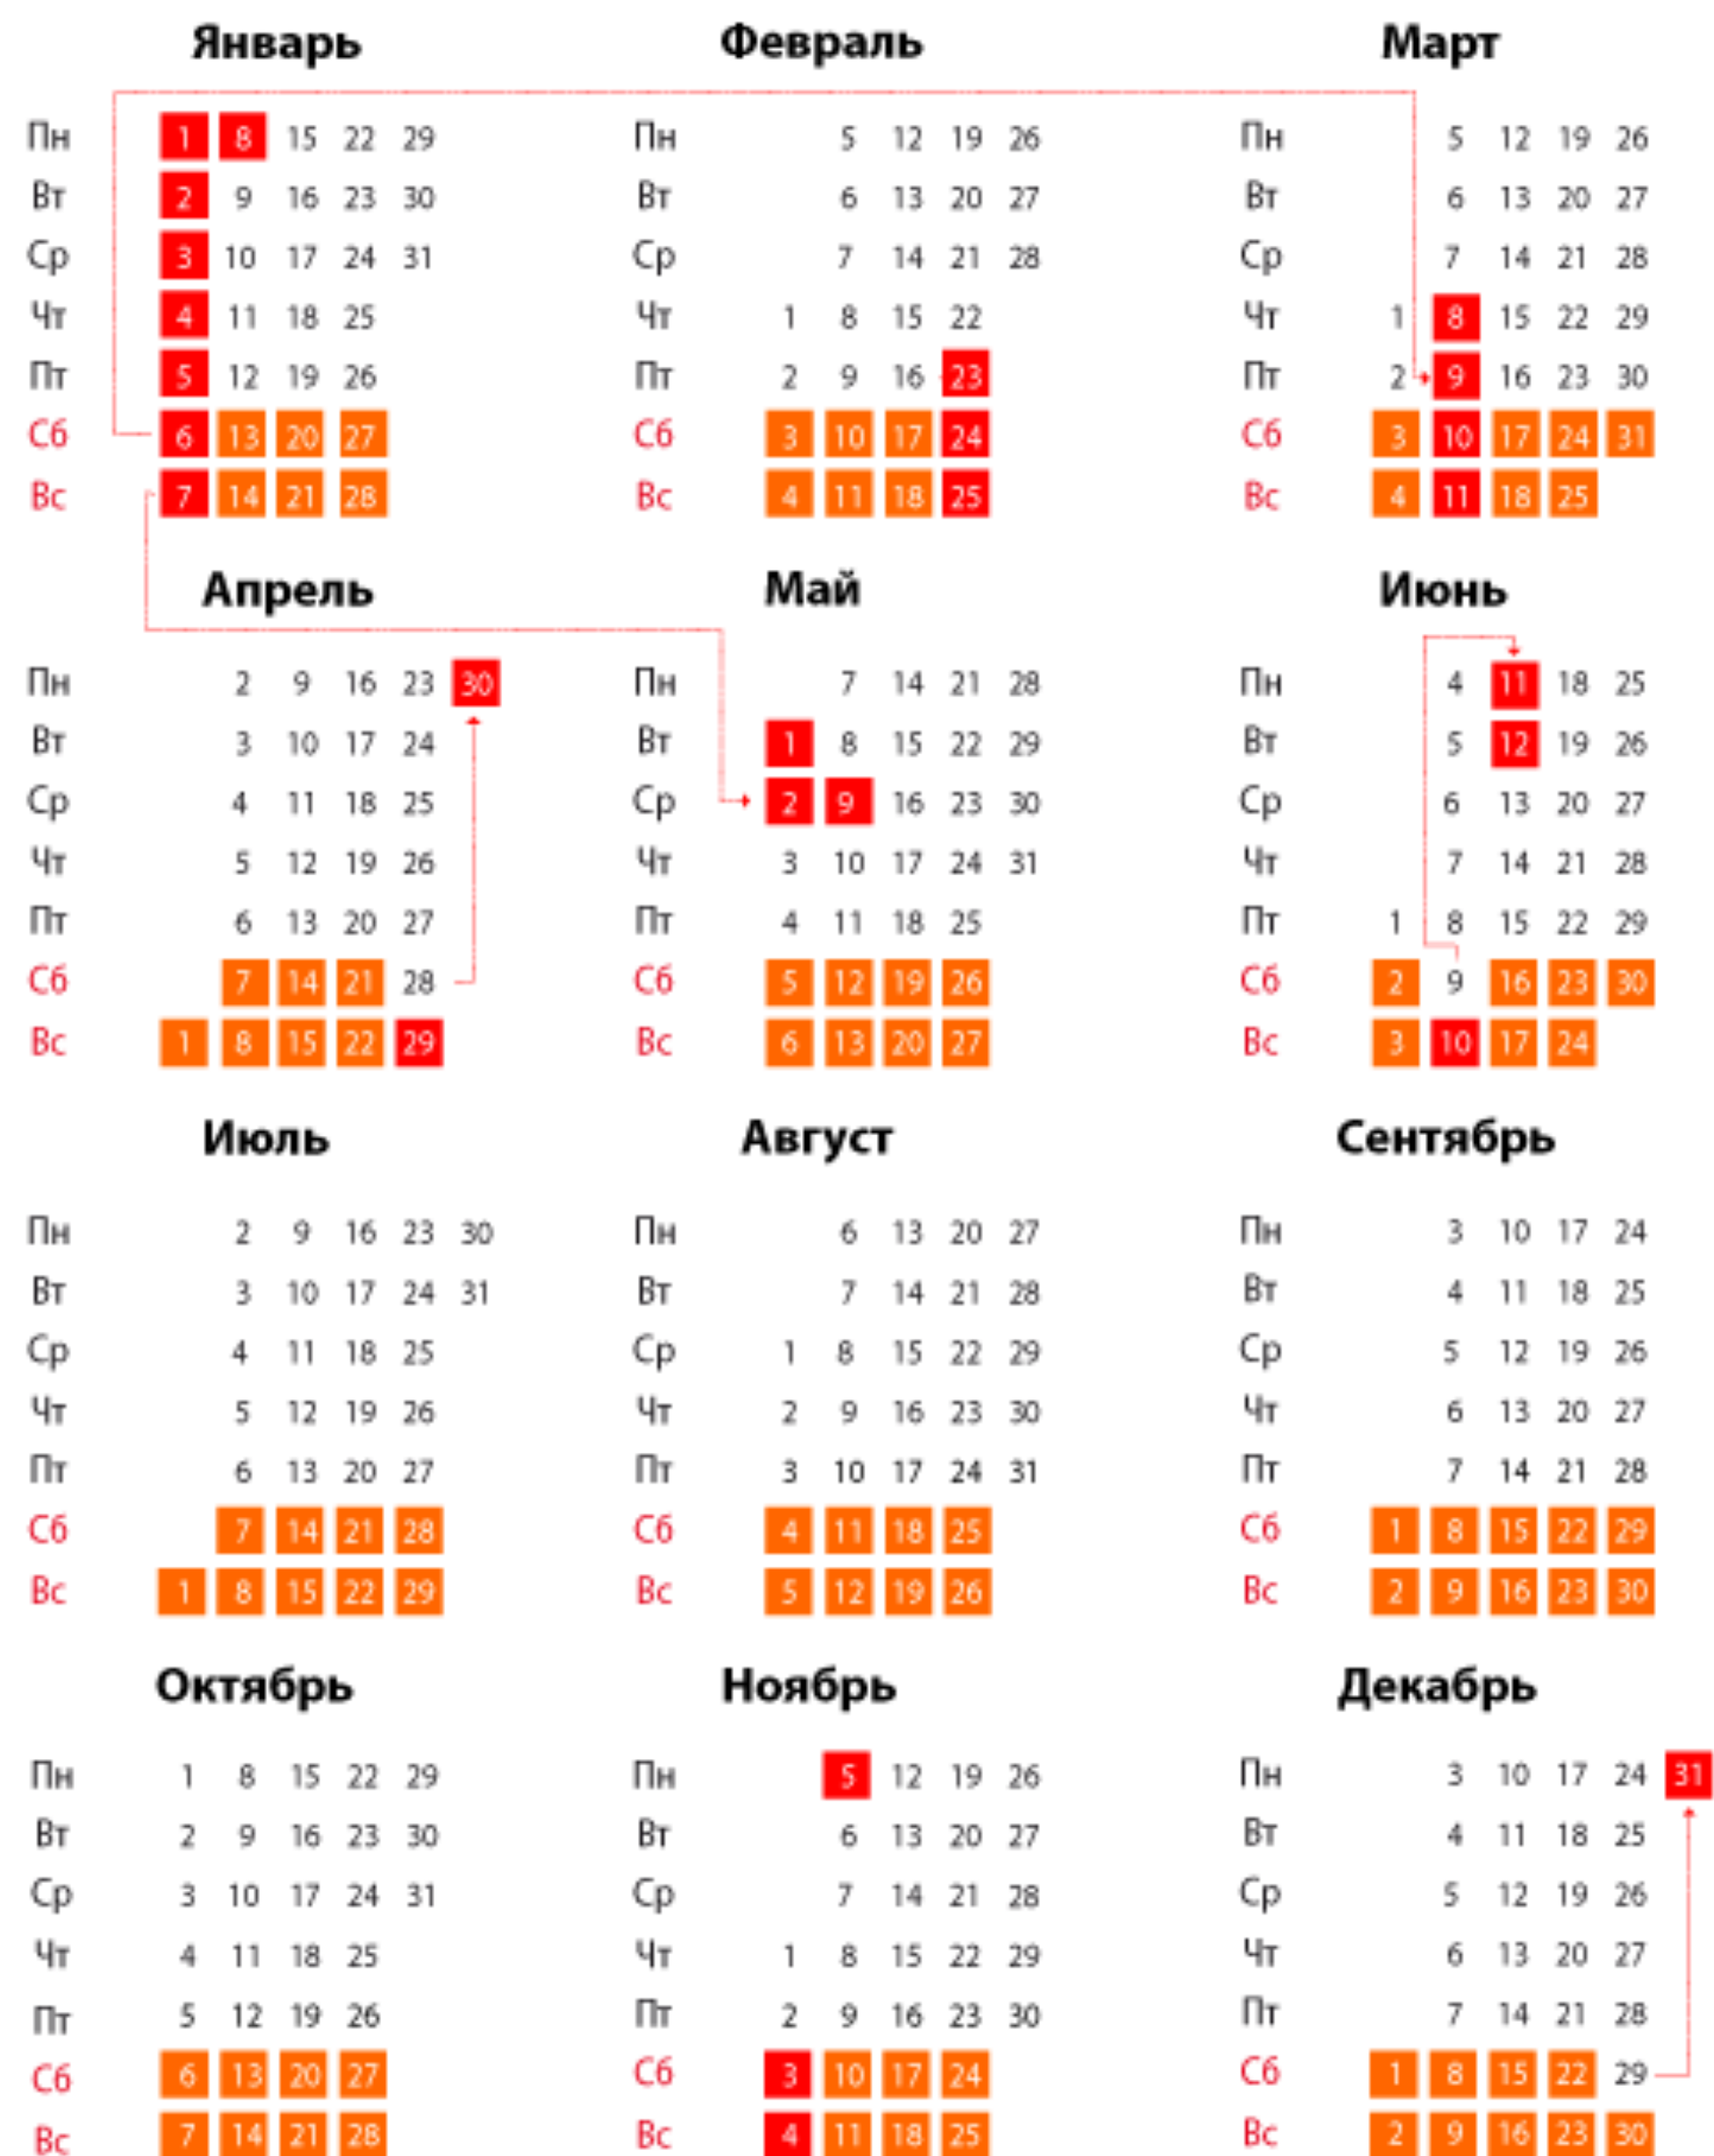 Январь Февраль Март
Пн 1 8 15 22 29 Пн 5 12 19 26 Пн 5 12 19 26
Вт 2 9 16 23 30 Вт 6 13 20 27 Вт 6 13 20 27
Ср 3 10 17 24 31 Ср 7 14 21 28 Ср 7 14 21 28
Чт 4 11 18 25 Чт 1 8 15 22 Чт 1 8 15 22 29
Пт 5 12 19 26 Пт 2 9 16 23 Пт 2 9 16 23 30
Сб 6 13 20 27 Сб 3 10 17 24 Сб 3 10 17 24 31
Вс 7 14 21 28 Вс 4 11 18 25 Вс 4 11 18 25
Апрель Май Июнь
Пн 2 9 16 23 30 Пн 7 14 21 28 Пн 4 11 18 25
Вт 3 10 17 24 Вт 1 8 15 22 29 Вт 5 12 19 26
Ср 4 11 18 25 Ср 2 9 16 23 30 Ср 6 13 20 27
Чт 5 12 19 26 Чт 3 10 17 24 31 Чт 7 14 21 28
Пт 6 13 20 27 Пт 4 11 18 25 Пт 1 8 15 22 29
Сб 7 14 21 28 Сб 5 12 19 26 Сб 2 9 16 23 30
Вс 1 8 15 22 29 Вс 6 13 20 27 Вс 3 10 17 24
Июль Август Сентябрь
Пн 2 9 16 23 30 Пн 6 13 20 27 Пн 3 10 17 24
Вт 3 10 17 24 31 Вт 7 14 21 28 Вт 4 11 18 25
Ср 4 11 18 25 Ср 1 8 15 22 29 Ср 5 12 19 26
Чт 5 12 19 26 Чт 2 9 16 23 30 Чт 6 13 20 27
Пт 6 13 20 27 Пт 3 10 17 24 31 Пт 7 14 21 28
Сб 7 14 21 28 Сб 4 11 18 25 Сб 1 8 15 22 29
Вс 1 8 15 22 29 Вс 5 12 19 26 Вс 2 9 16 23 30
Октябрь Ноябрь Декабрь
Пн 1 8 15 22 29 Пн 5 12 19 26 Пн 3 10 17 24 31
Вт 2 9 16 23 30 Вт 6 13 20 27 Вт 4 11 18 25
Ср 3 10 17 24 31 Ср 7 14 21 28 Ср 5 12 19 26
Чт 4 11 18 25 Чт 1 8 15 22 29 Чт 6 13 20 27
Пт 5 12 19 26 Пт 2 9 16 23 30 Пт 7 14 21 28
Сб 6 13 20 27 Сб 3 10 17 24 Сб 1 8 15 22 29
Вс 7 14 21 28 Вс 4 11 18 25 Вс 2 9 16 23 30